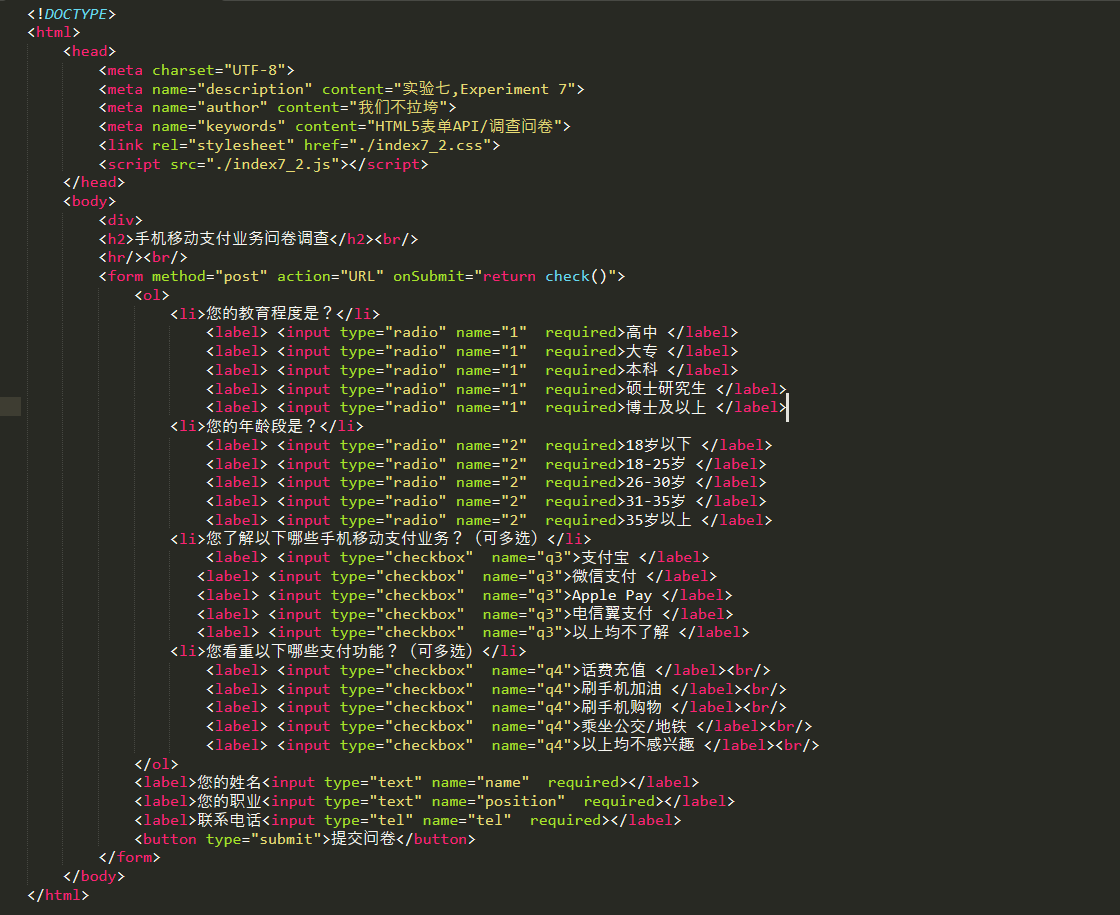 <!DOCTYPE>
<html>
<head>
<meta charset="UTF-8">
<meta name="description" content="实验七,Experiment 7">
<meta name="author" content="我们不拉垮">
<meta name="keywords" content="HTML5表单API/调查问卷">
<link rel="stylesheet" href="./index7_2.css">
<script src="./index7_2.js"></script>
</head>
<body>
<div>
<h2>手机移动支付业务问卷调查</h2><br/>
<hr/><br/>
<form method="post" action="URL" onSubmit="return check()">
<ol>
<li>您的教育程度是？</li>
<label> <input type="radio" name="1"  required>高中 </label>
<label> <input type="radio" name="1"  required>大专 </label>
<label> <input type="radio" name="1"  required>本科 </label>
<label> <input type="radio" name="1"  required>硕士研究生 </label>
<label> <input type="radio" name="1"  required>博士及以上 </label>
<li>您的年龄段是？</li>
<label> <input type="radio" name="2"  required>18岁以下 </label>
<label> <input type="radio" name="2"  required>18-25岁 </label>
<label> <input type="radio" name="2"  required>26-30岁 </label>
<label> <input type="radio" name="2"  required>31-35岁 </label>
<label> <input type="radio" name="2"  required>35岁以上 </label>
<li>您了解以下哪些手机移动支付业务？（可多选）</li>
<label> <input type="checkbox"  name="q3">支付宝 </label>
<label> <input type="checkbox"  name="q3">微信支付 </label>
<label> <input type="checkbox"  name="q3">Apple Pay </label>
<label> <input type="checkbox"  name="q3">电信翼支付 </label>
<label> <input type="checkbox"  name="q3">以上均不了解 </label>
<li>您看重以下哪些支付功能？（可多选）</li>
<label> <input type="checkbox"  name="q4">话费充值 </label><br/>
<label> <input type="checkbox"  name="q4">刷手机加油 </label><br/>
<label> <input type="checkbox"  name="q4">刷手机购物 </label><br/>
<label> <input type="checkbox"  name="q4">乘坐公交/地铁 </label><br/>
<label> <input type="checkbox"  name="q4">以上均不感兴趣 </label><br/>
</ol>
<label>您的姓名<input type="text" name="name"  required></label>
<label>您的职业<input type="text" name="position"  required></label>
<label>联系电话<input type="tel" name="tel"  required></label>
<button type="submit">提交问卷</button>
</form>
</body>
</html>